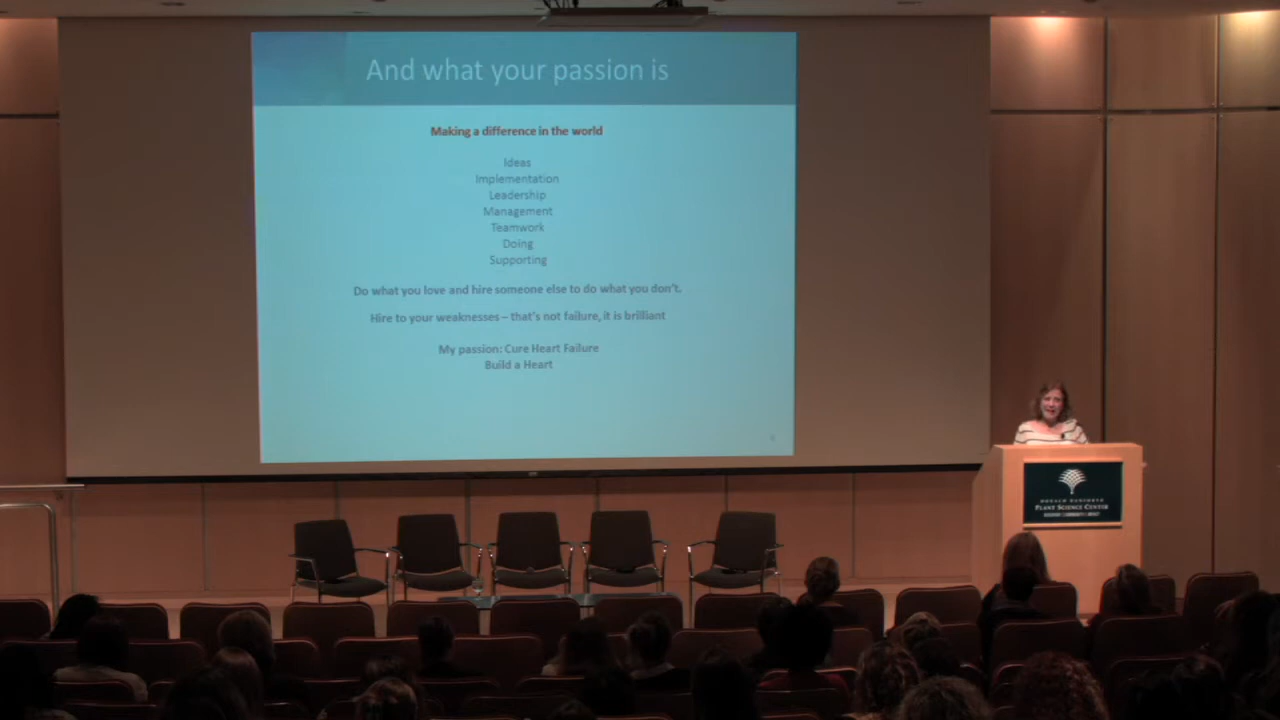 And what your passion is
Making a difference in the world
Ideas
Implementation
Leadership
Management
Teamwork
Doing
Supporting
Do what you love and hire someone else to do what you don't.
Hire to your weaknesses – that's not failure, it is brilliant
My passion: Cure Heart Failure
Build a Heart
DONALD DANFORTH
PLANT SCIENCE CENTER